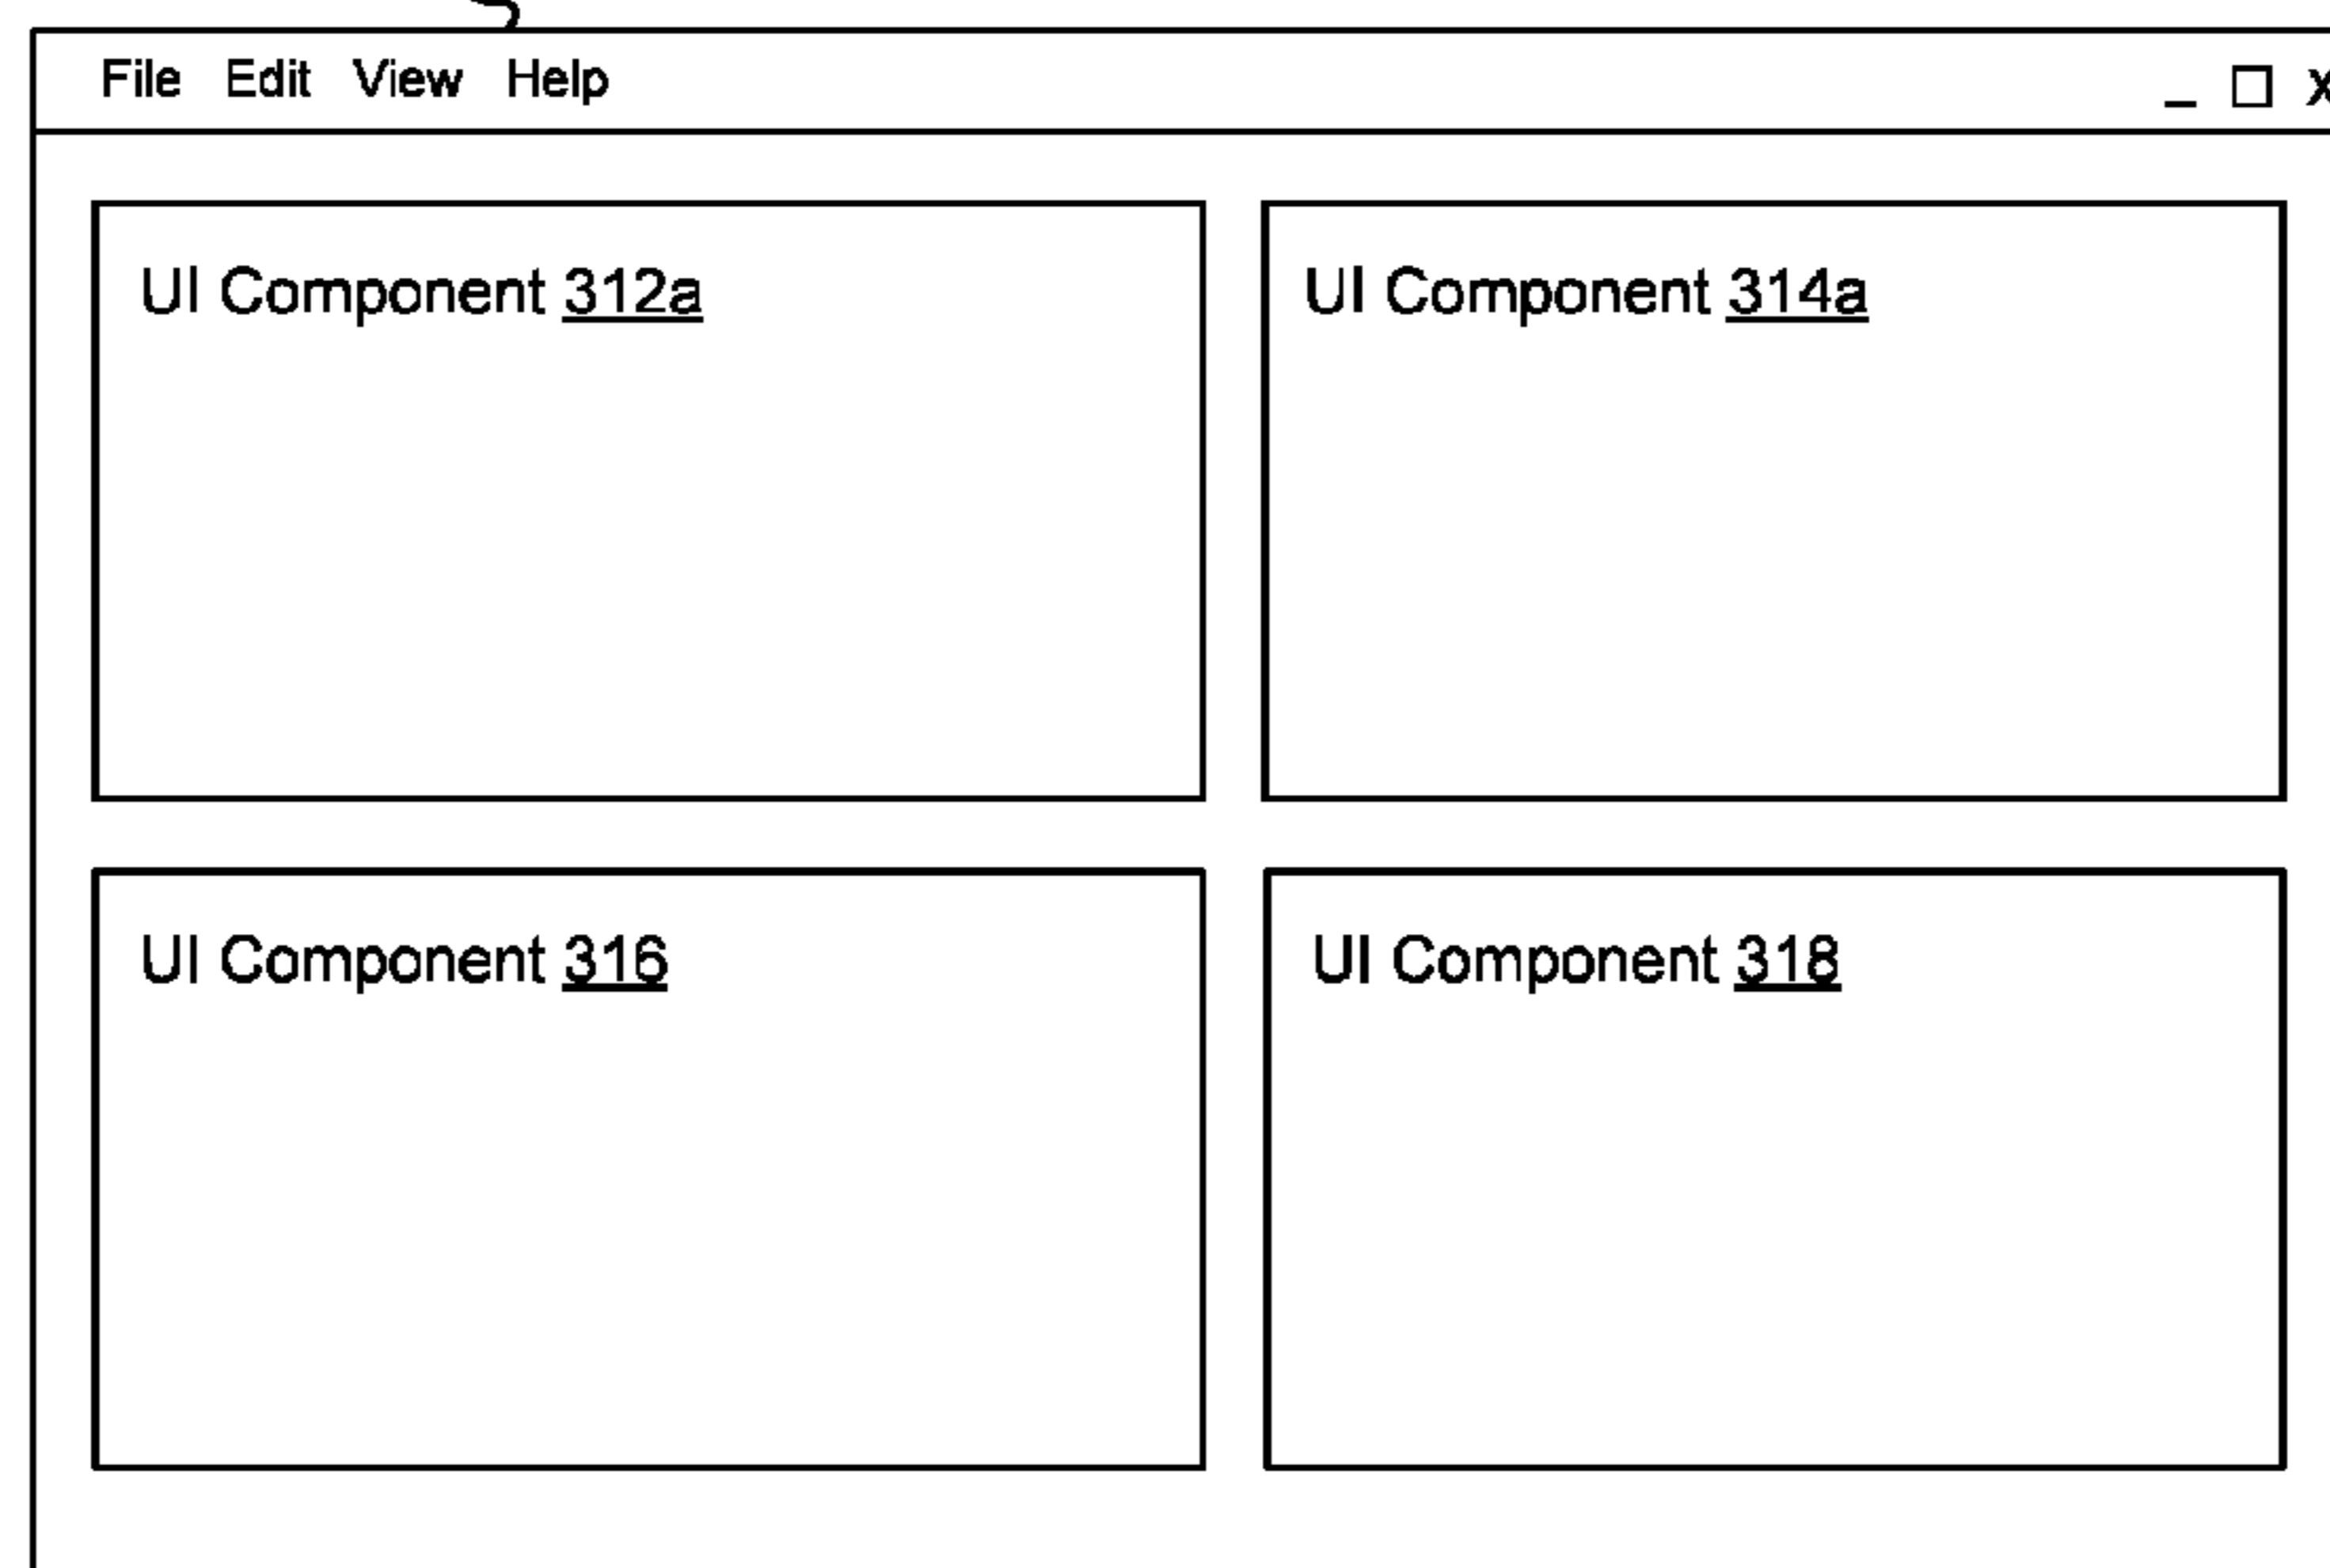 File Edit View Help _ □ x
UI Component 312a
UI Component 314a
UI Component 316
UI Component 318